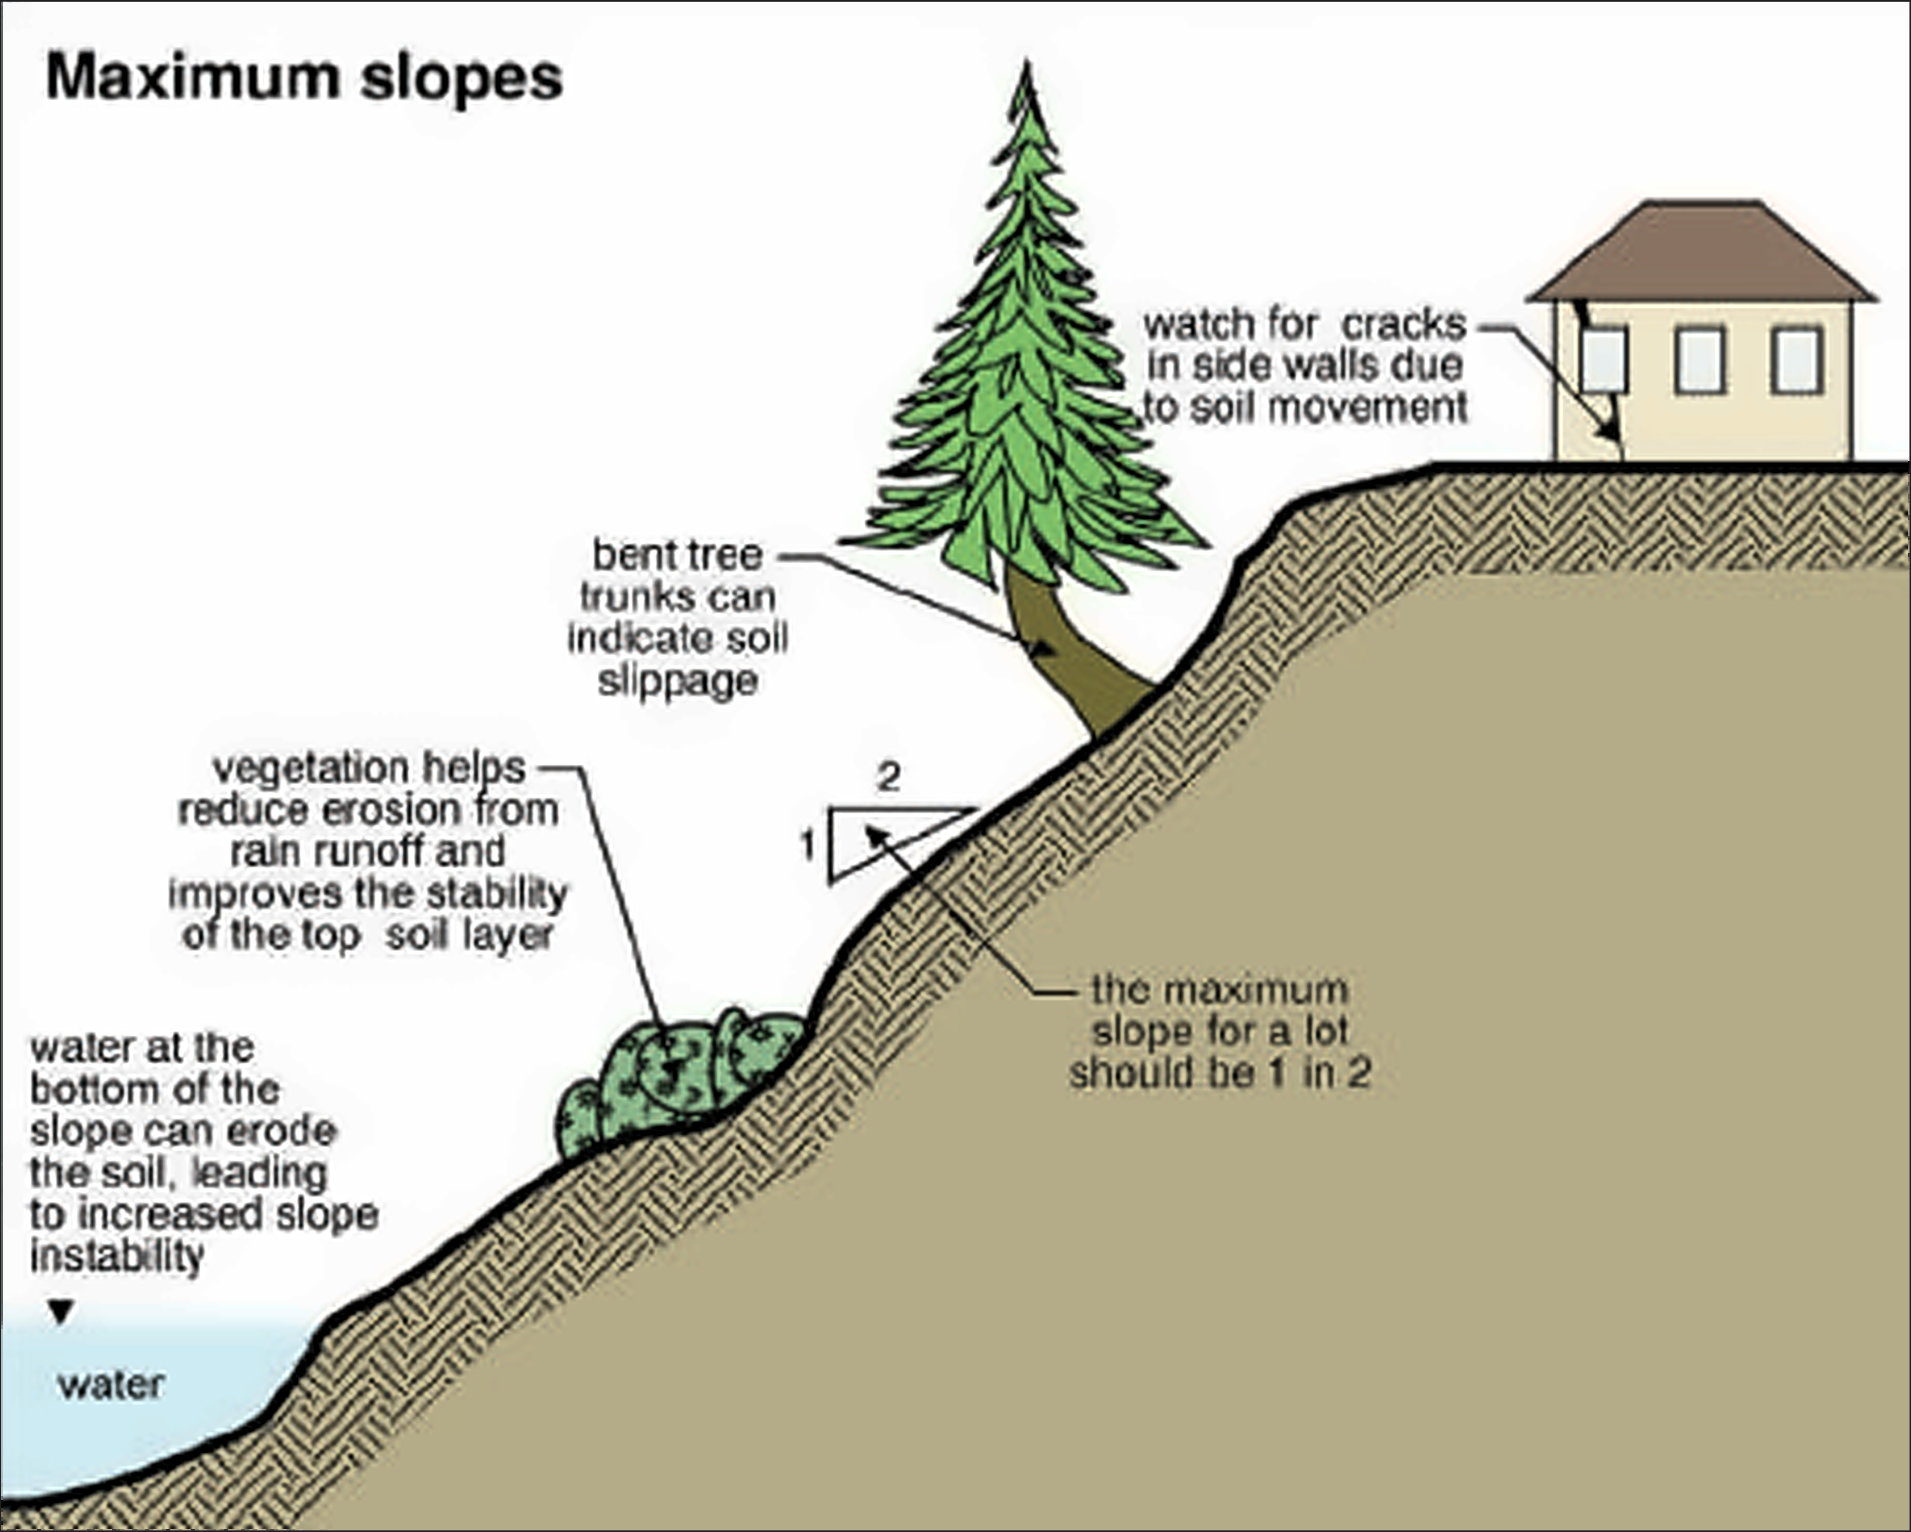 Maximum slopes
watch for cracks
in side walls due
to soil movement
bent tree
trunks can
indicate soil
slippage
vegetation helps
reduce erosion from
rain runoff and
improves the stability
of the top soil layer
2
1
the maximum
slope for a lot
should be 1 in 2
water at the
bottom of the
slope can erode
the soil, leading
to increased slope
instability
water